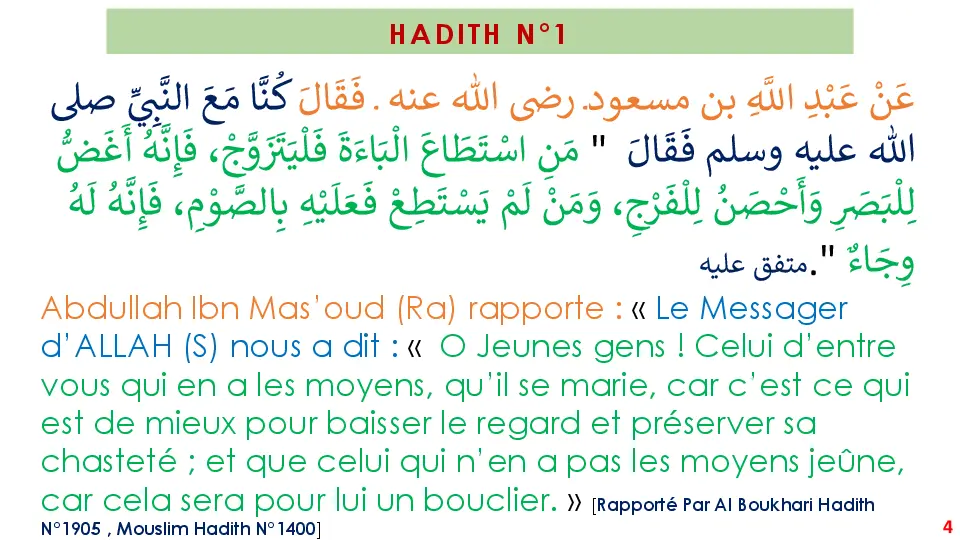 HADITH N°1
عَنْ عَبْدِ اللَّهِ بن مسعود. رضى الله عنه . فَقَالَ كُنَّا مَعَ النَّبِيِّ صلى
الله عليه وسلم فَقَالَ " مَنِ اسْتَطَاعَ الْبَاءَةَ فَلْيَتَزَوَّجْ، فَإِنَّهُ أَغَضُّ
لِلْبَصَرِ وَأَحْصَنُ لِلْفَرْجِ، وَمَنْ لَمْ يَسْتَطِعْ فَعَلَيْهِ بِالصَّوْمِ، فَإِنَّهُ لَهُ
وِجَاءٌ ".متفق عليه
Abdullah Ibn Mas’oud (Ra) rapporte : « Le Messager
d’ALLAH (S) nous a dit : « O Jeunes gens ! Celui d’entre
vous qui en a les moyens, qu’il se marie, car c’est ce qui
est de mieux pour baisser le regard et préserver sa
chasteté ; et que celui qui n’en a pas les moyens jeûne,
car cela sera pour lui un bouclier. » [Rapporté Par Al Boukhari Hadith
N°1905 , Mouslim Hadith N°1400]
4